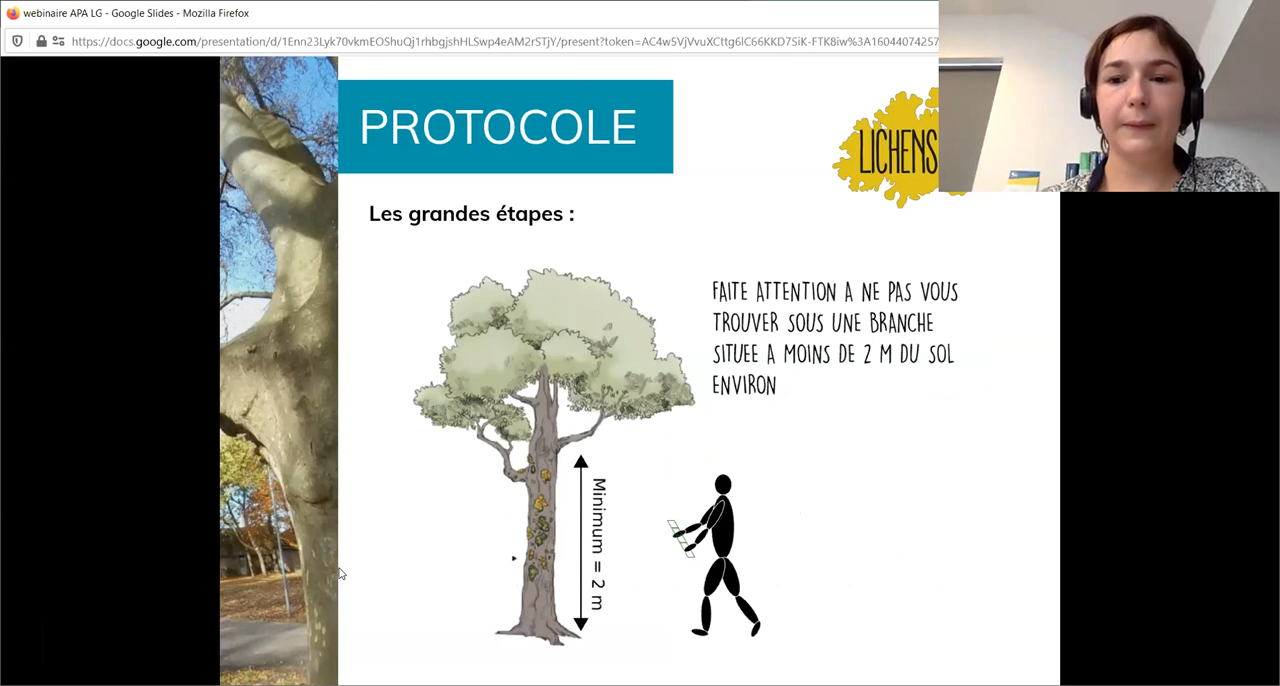 webinaire APA LG - Google Slides - Mozilla Firefox
https://docs.google.com/presentation/d/1Enn23Lyk70vkmEOShuQj1rhbgjshHLSwp4eAM2rSTjY/present?token=AC4w5VjVvuXCttg6lC66KKD7SiK-FTK8iw%3A16044074257
PROTOCOLE
LICHENS
Les grandes étapes :
FAITE ATTENTION A NE PAS VOUS
TROUVER SOUS UNE BRANCHE
SITUEE A MOINS DE 2 M DU SOL
ENVIRON
Minimum = 2 m